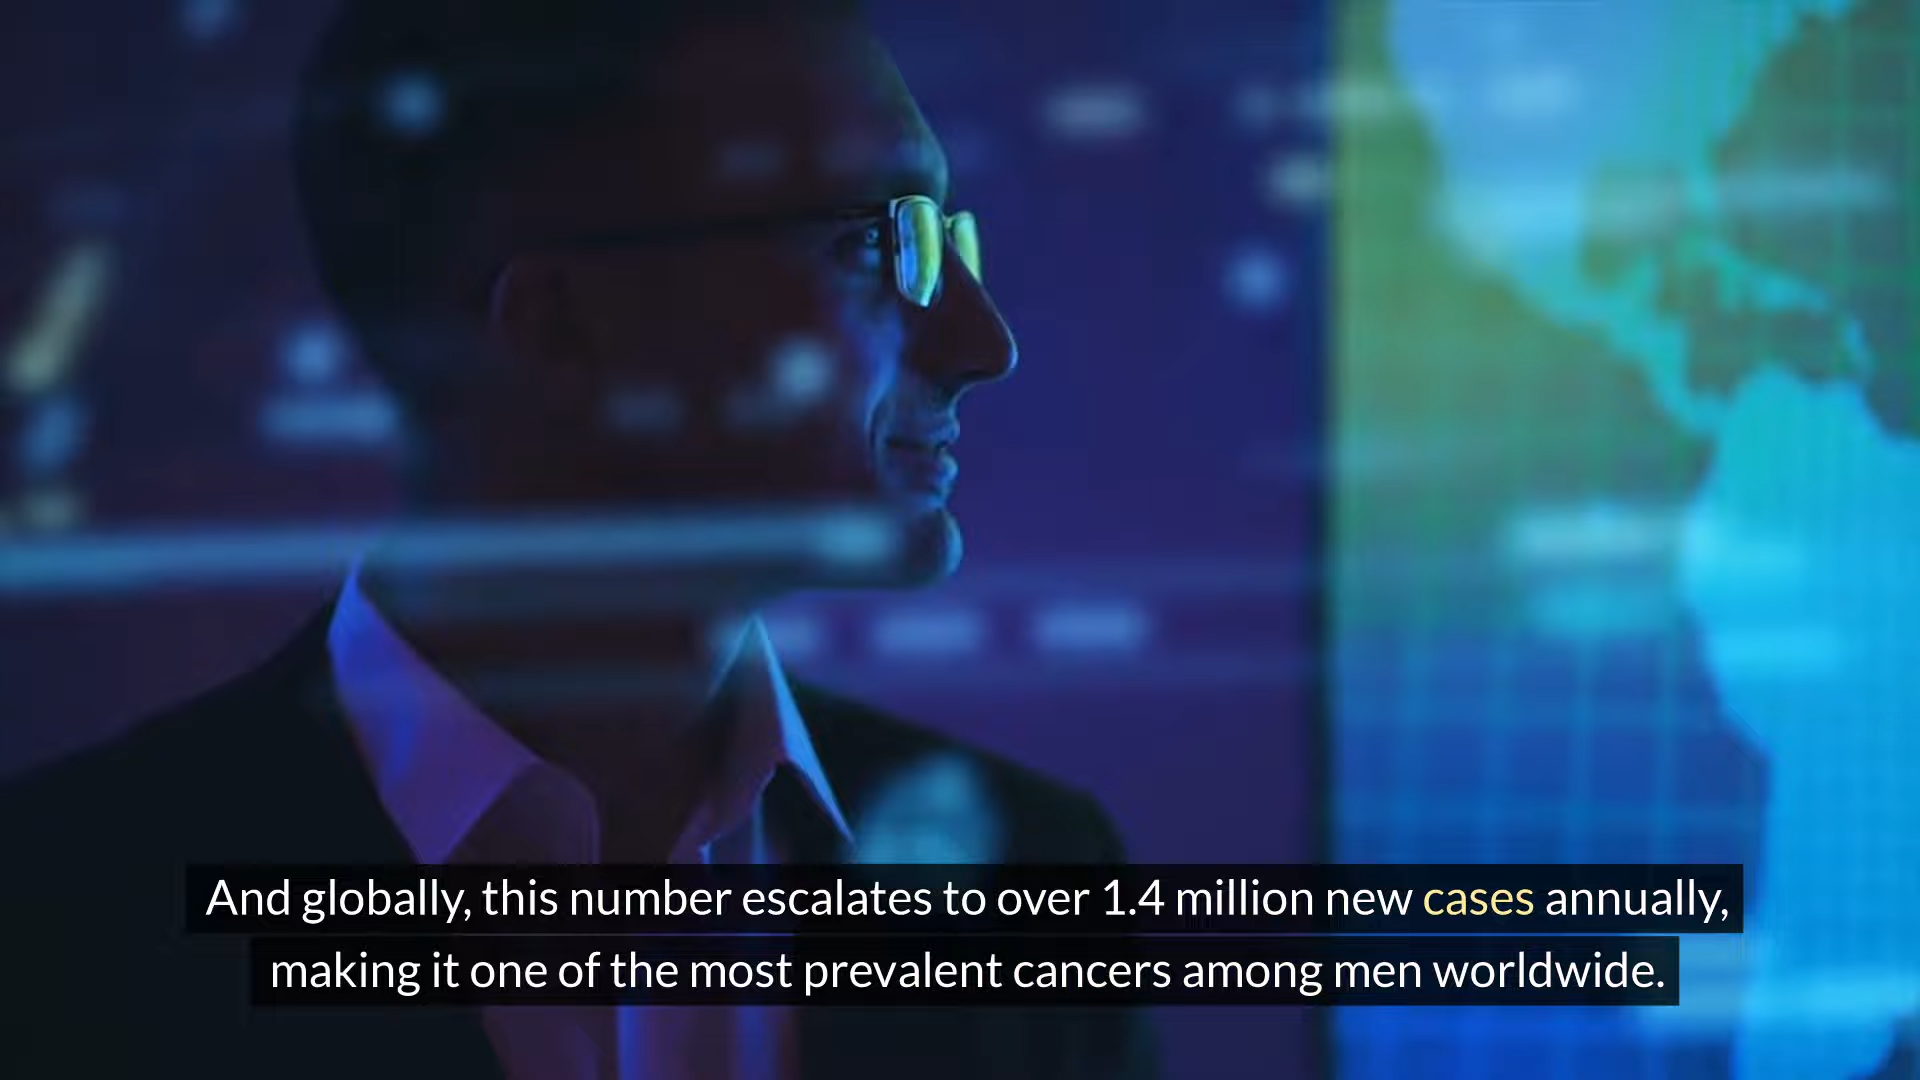 And globally, this number escalates to over 1.4 million new cases annually,
making it one of the most prevalent cancers among men worldwide.